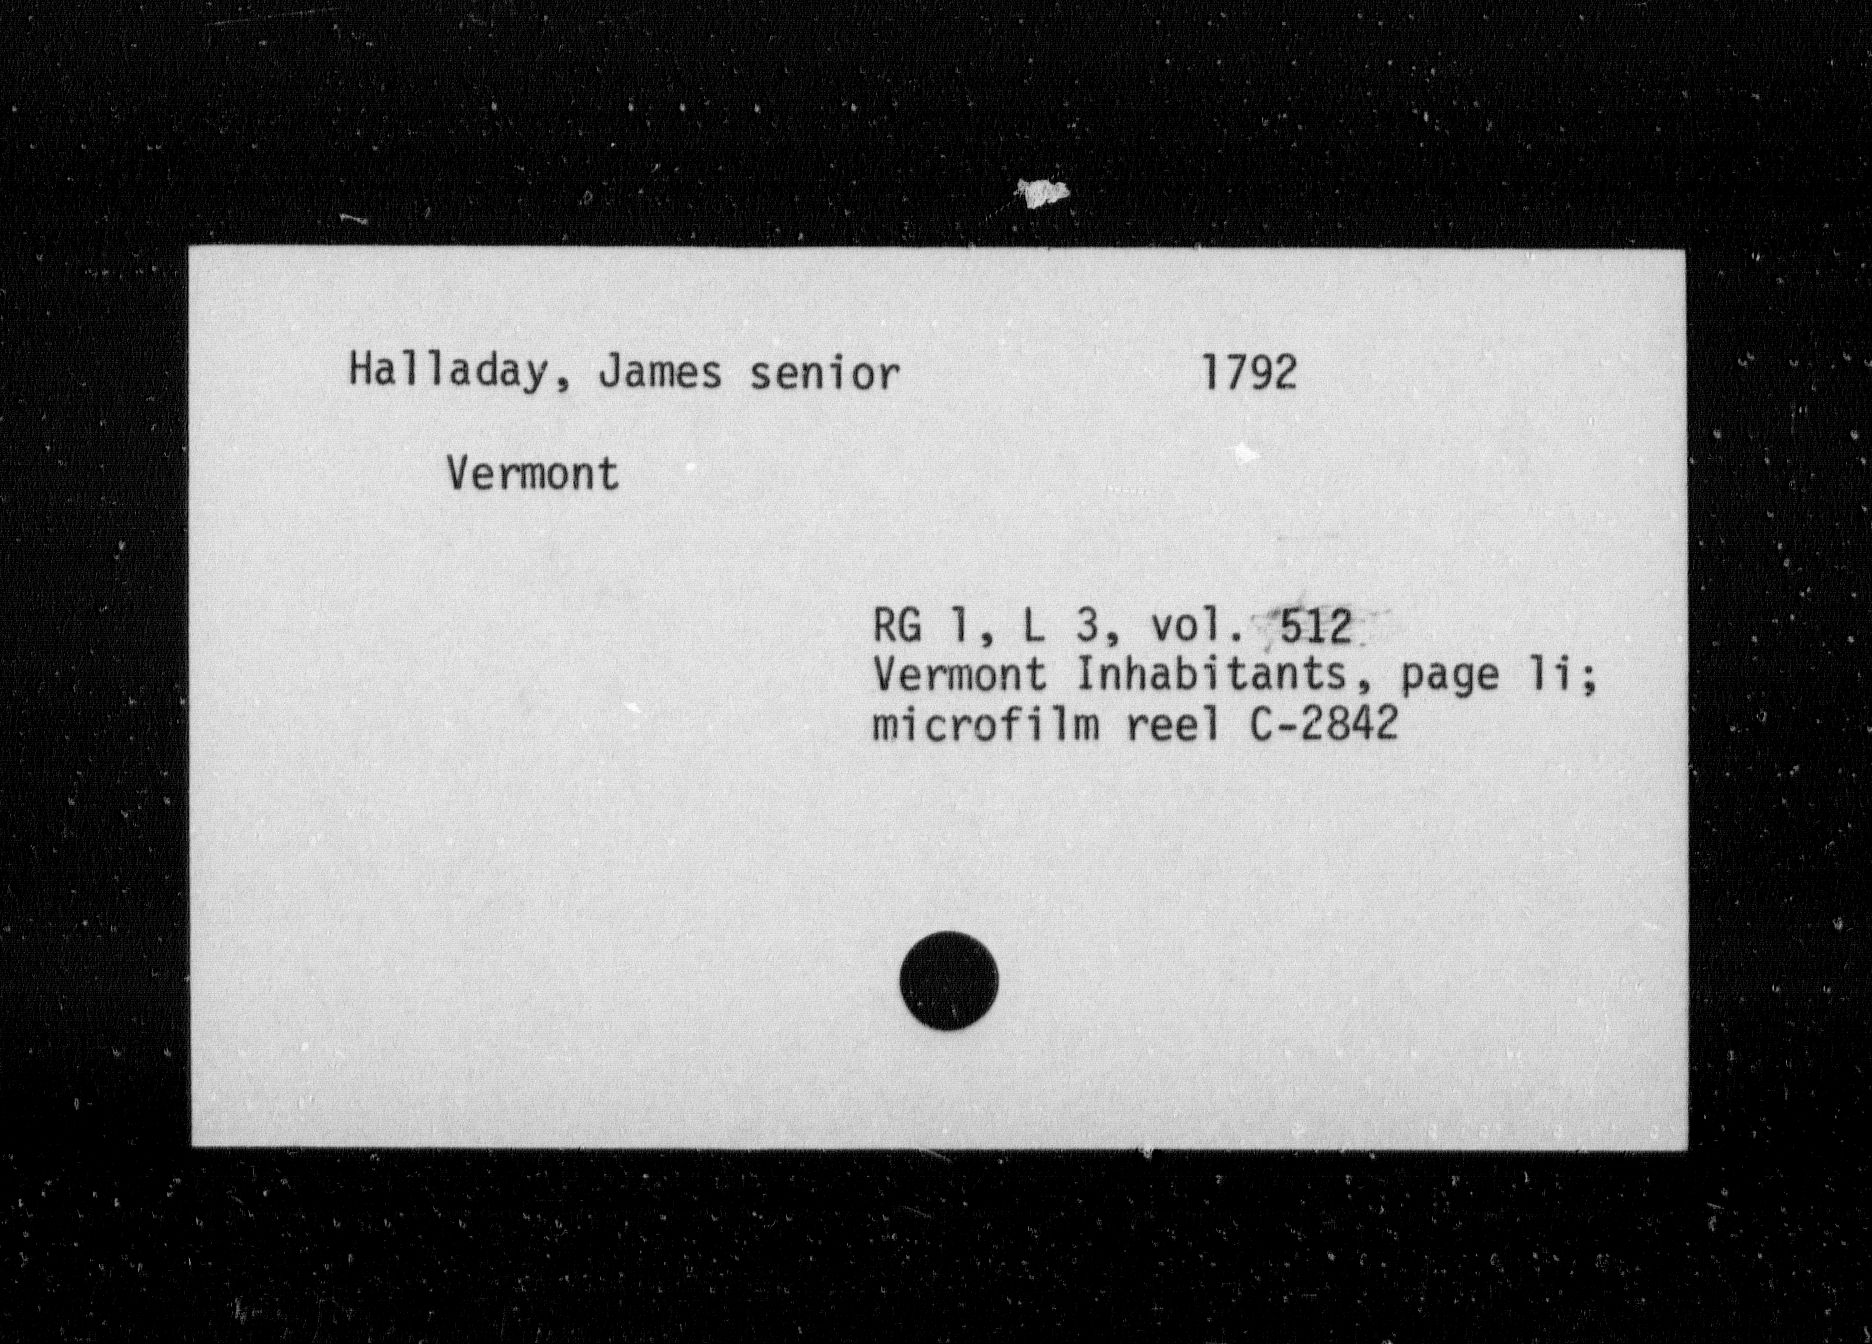 Halladay, James senior 1792
Vermont
RG 1, L 3, vol. 512
Vermont Inhabitants, page li;
microfilm reel C-2842